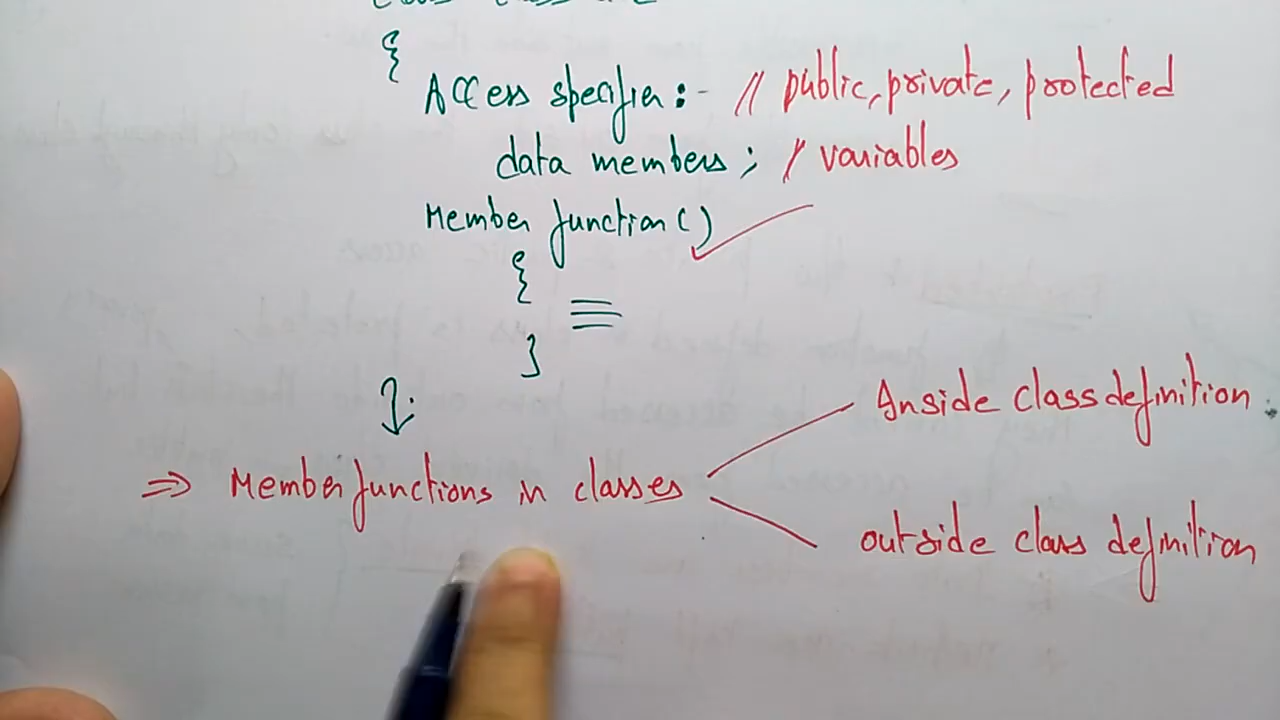 {
Access specifier :- // public, private, protected
data members ; / variables
Member function ( )
{
}
⇒ Member functions in classes
Inside class definition
outside class definition